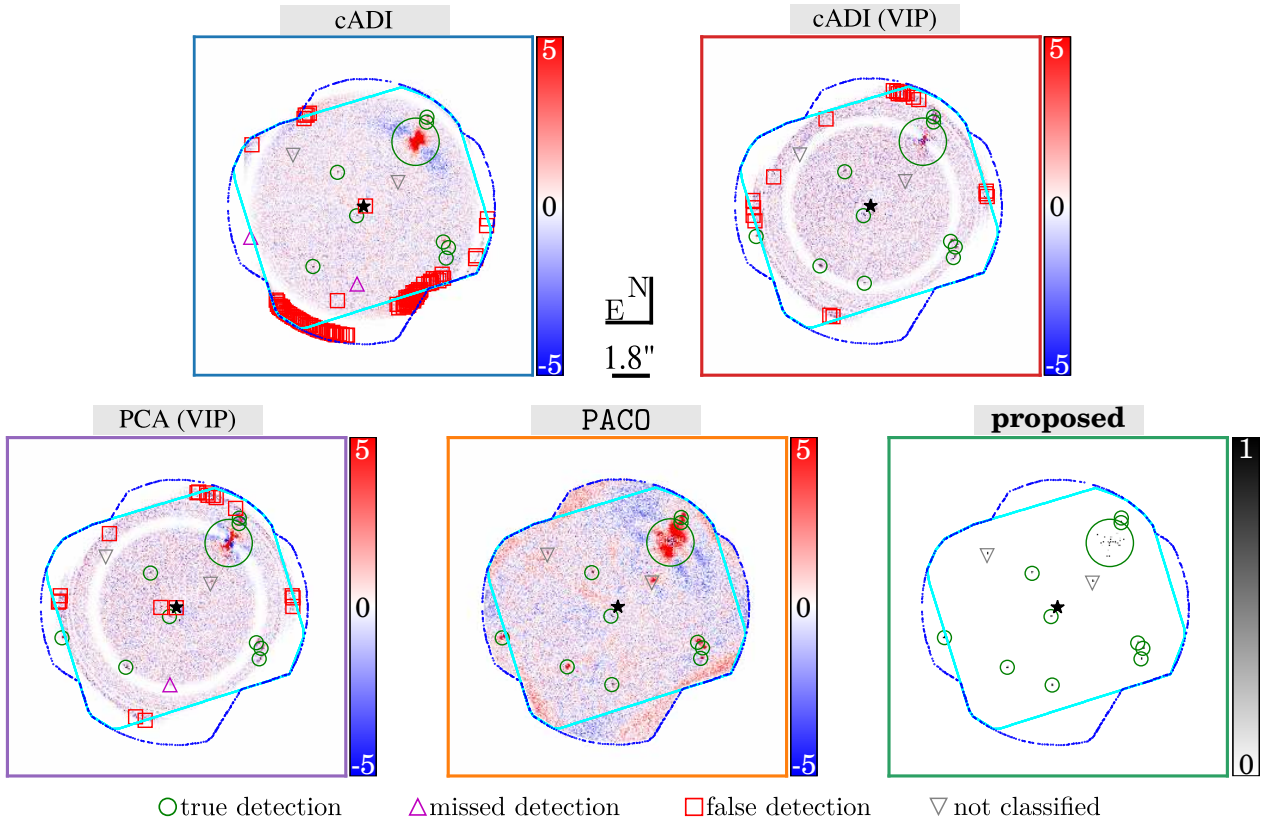 cADI
cADI (VIP)
5
0
-5
5
0
-5
N
E
1.8"
PCA (VIP)
PACO
proposed
5
0
-5
5
0
-5
1
0
true detection
missed detection
false detection
not classified